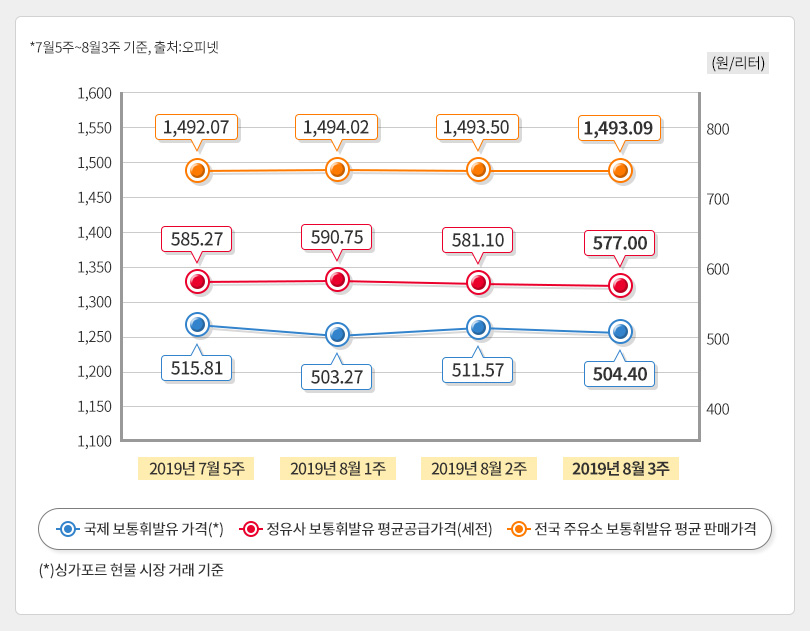 *7월5주~8월3주 기준, 출처:오피넷
(원/리터)
1,600
1,550
1,500
1,450
1,400
1,350
1,300
1,250
1,200
1,150
1,100
800
700
600
500
400
1,492.07 1,494.02 1,493.50 1,493.09
585.27 590.75 581.10 577.00
515.81 503.27 511.57 504.40
2019년 7월 5주 2019년 8월 1주 2019년 8월 2주 2019년 8월 3주
국제 보통휘발유 가격(*) 정유사 보통휘발유 평균공급가격(세전) 전국 주유소 보통휘발유 평균 판매가격
(*)싱가포르 현물 시장 거래 기준